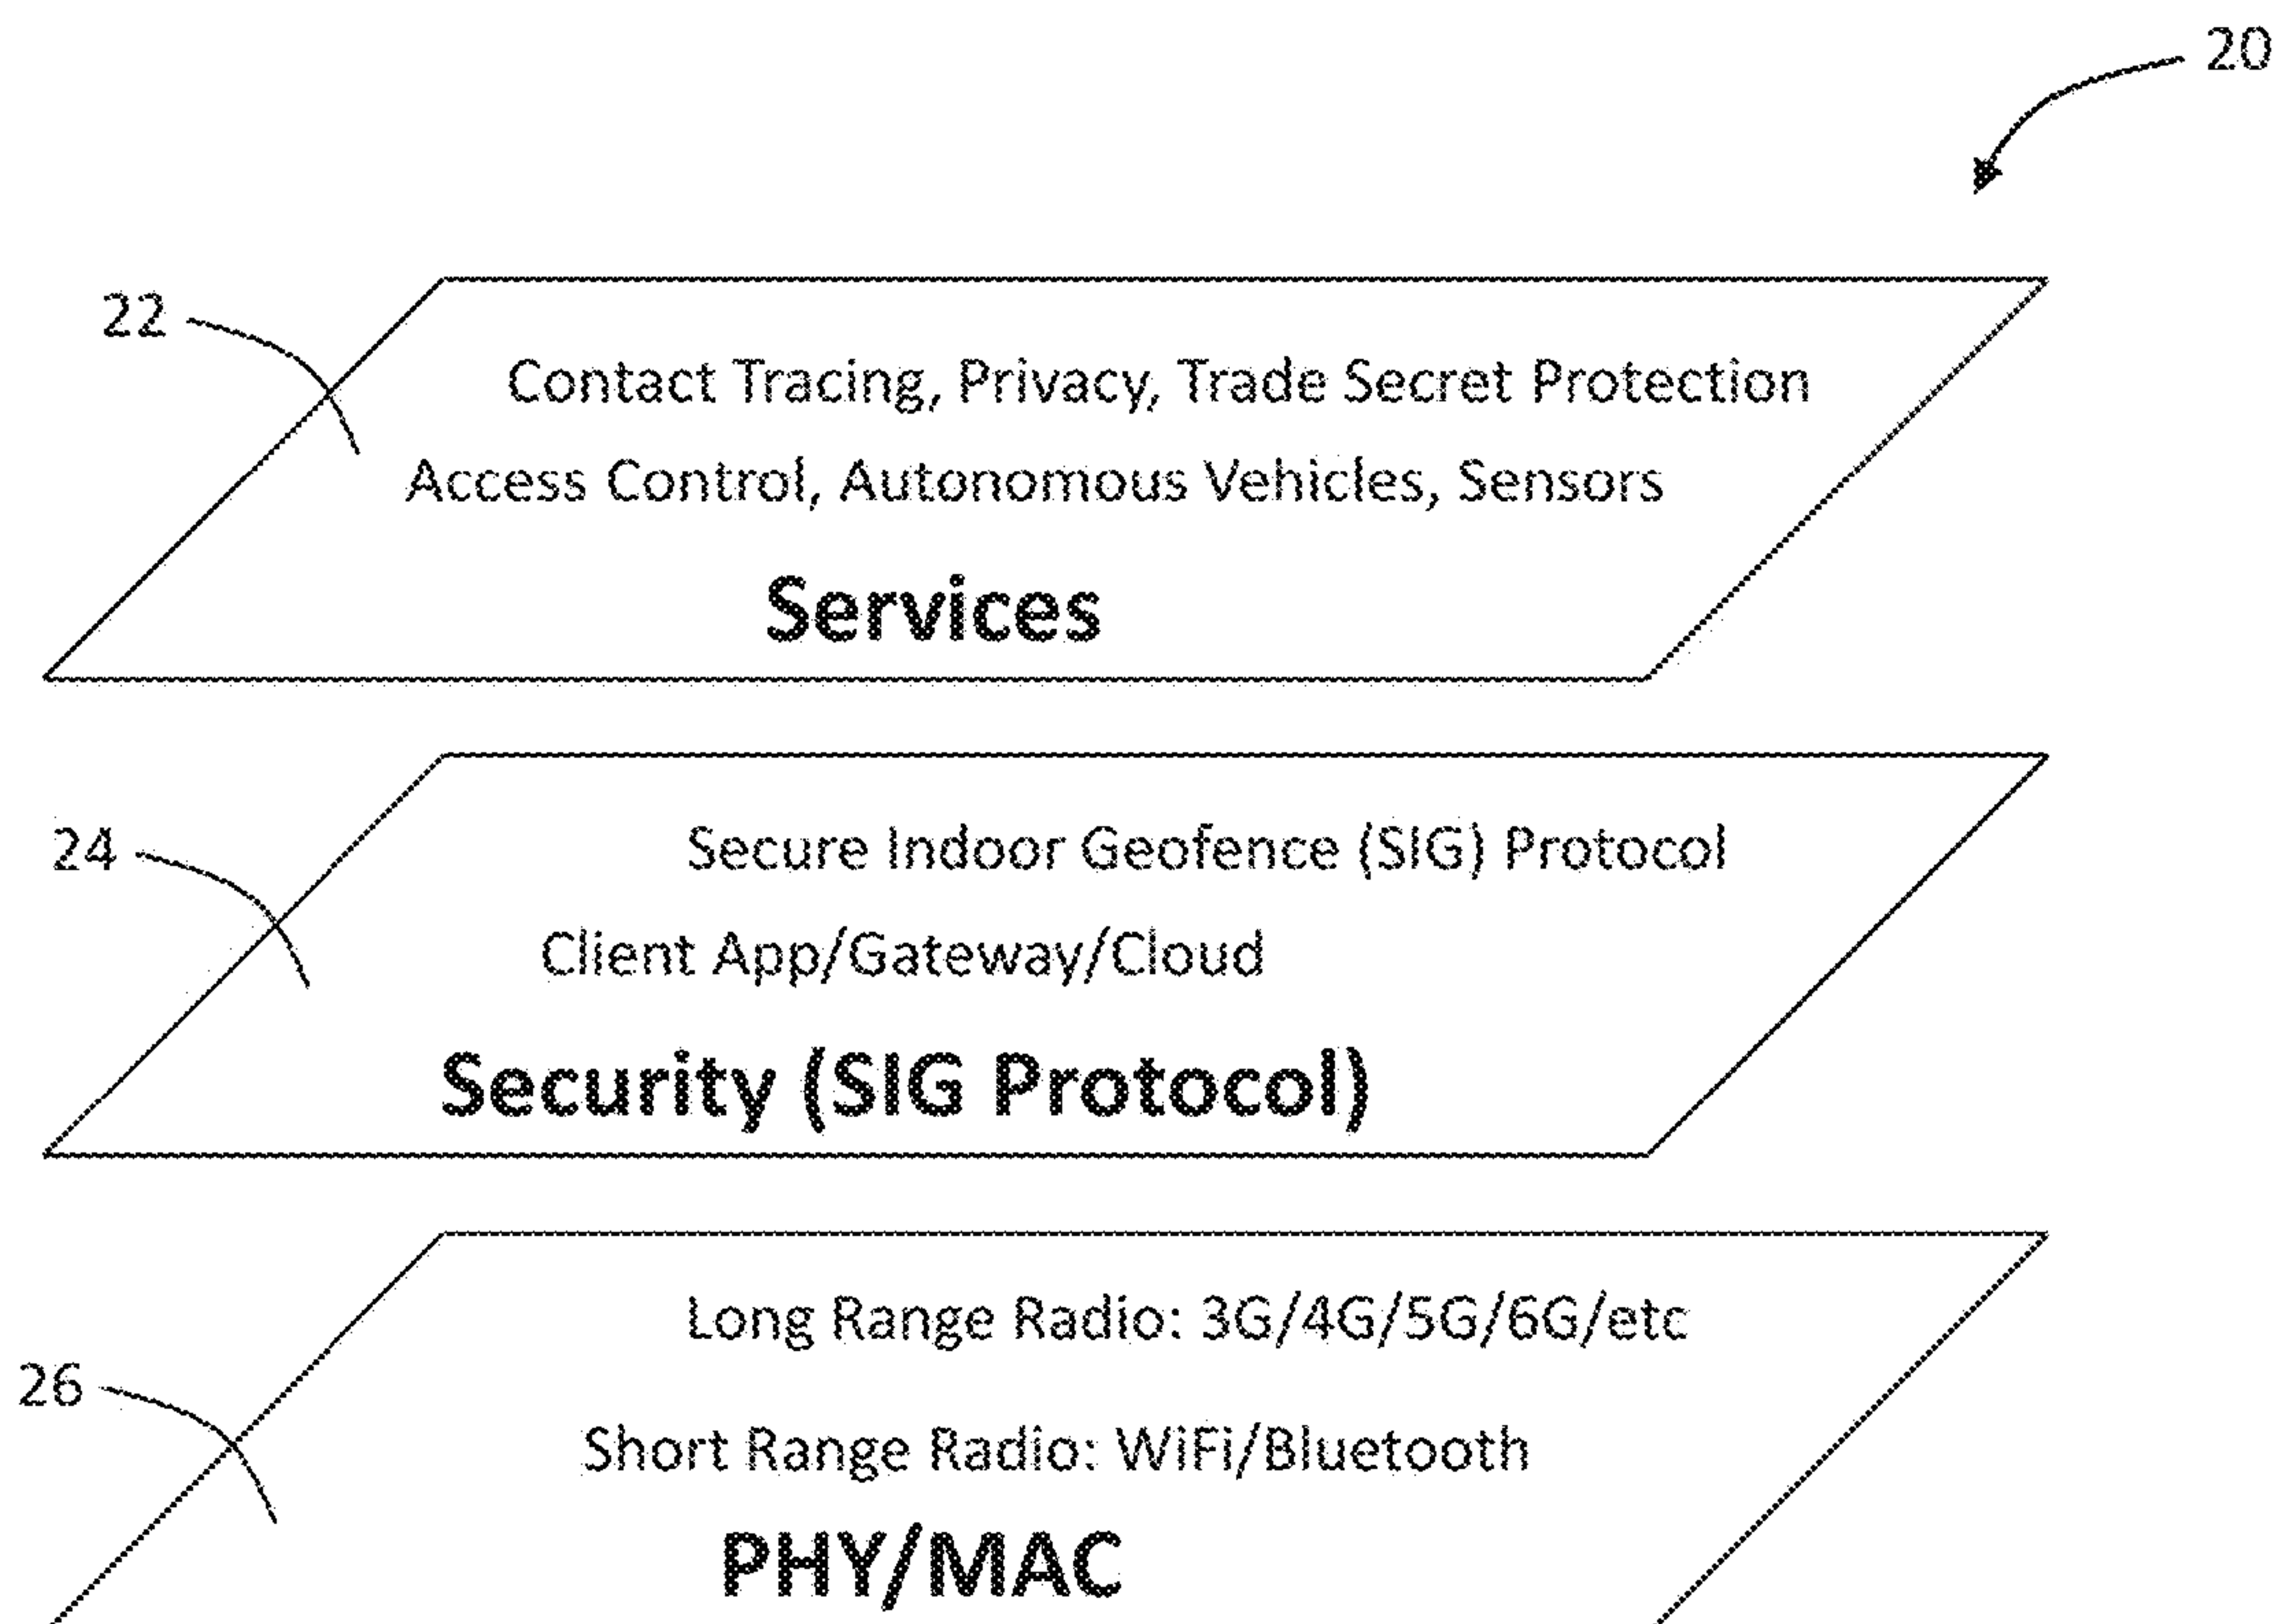 20
22
Contact Tracing, Privacy, Trade Secret Protection
Access Control, Autonomous Vehicles, Sensors
Services
24
Secure Indoor Geofence (SIG) Protocol
Client App/Gateway/Cloud
Security (SIG Protocol)
26
Long Range Radio: 3G/4G/5G/6G/etc
Short Range Radio: WiFi/Bluetooth
PHY/MAC